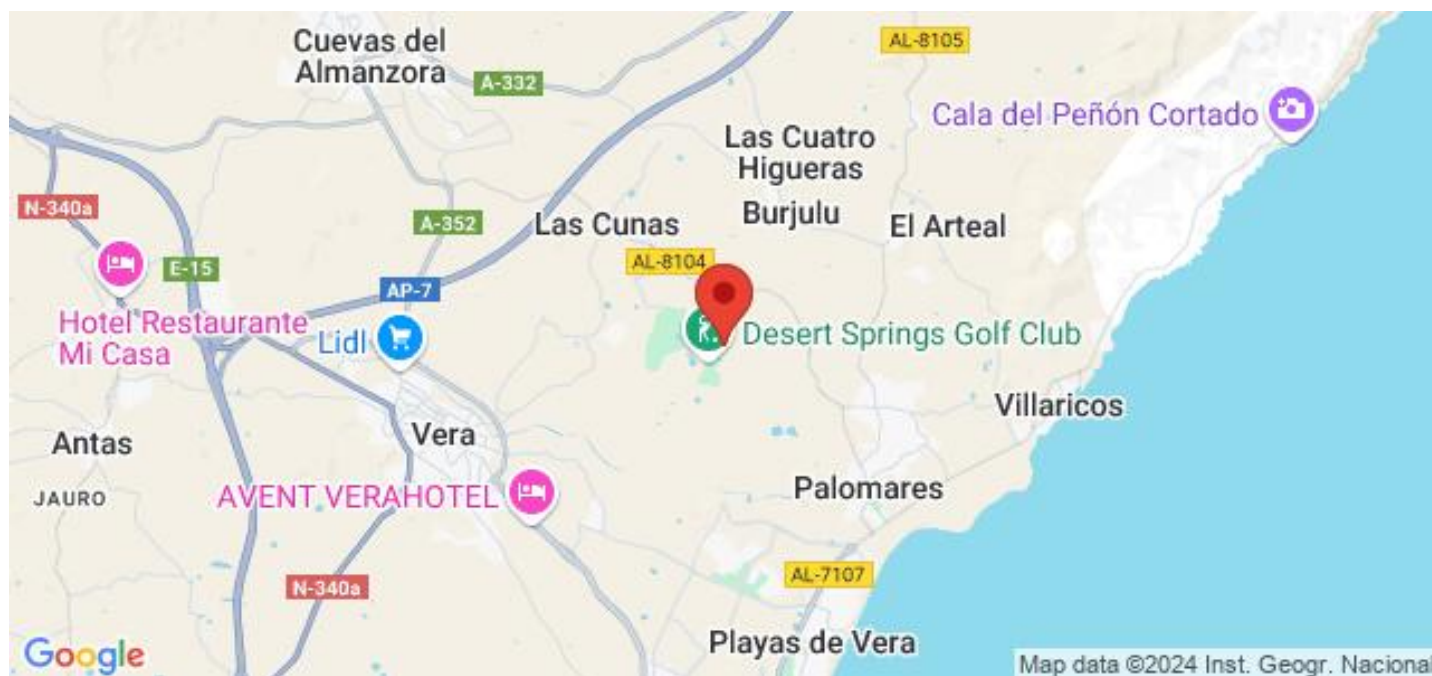 Cuevas del
Almanzora
AL-8105
A-332
Cala del Peñón Cortado
Las Cuatro
Higueras
N-340a
A-352
Las Cunas
Burjulu
El Arteal
E-15
AL-8104
AP-7
Hotel Restaurante
Mi Casa
Lidl
Desert Springs Golf Club
Villaricos
Antas
Vera
JAURO
AVENT VERAHOTEL
Palomares
N-340a
AL-7107
Playas de Vera
Google
Map data ©2024 Inst. Geogr. Nacional